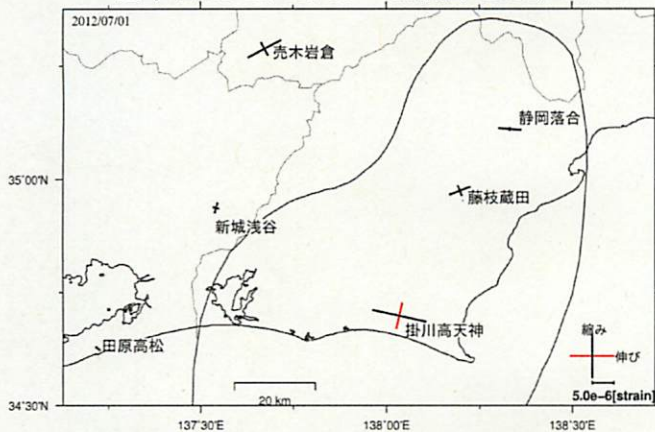 2012/07/01
売木岩倉
静岡落合
35°00'N
藤枝蔵田
新城浅谷
掛川高天神
縮み
田原高松
伸び
5.0e−6[strain]
20 km
34°30'N
137°30'E
138°00'E
138°30'E